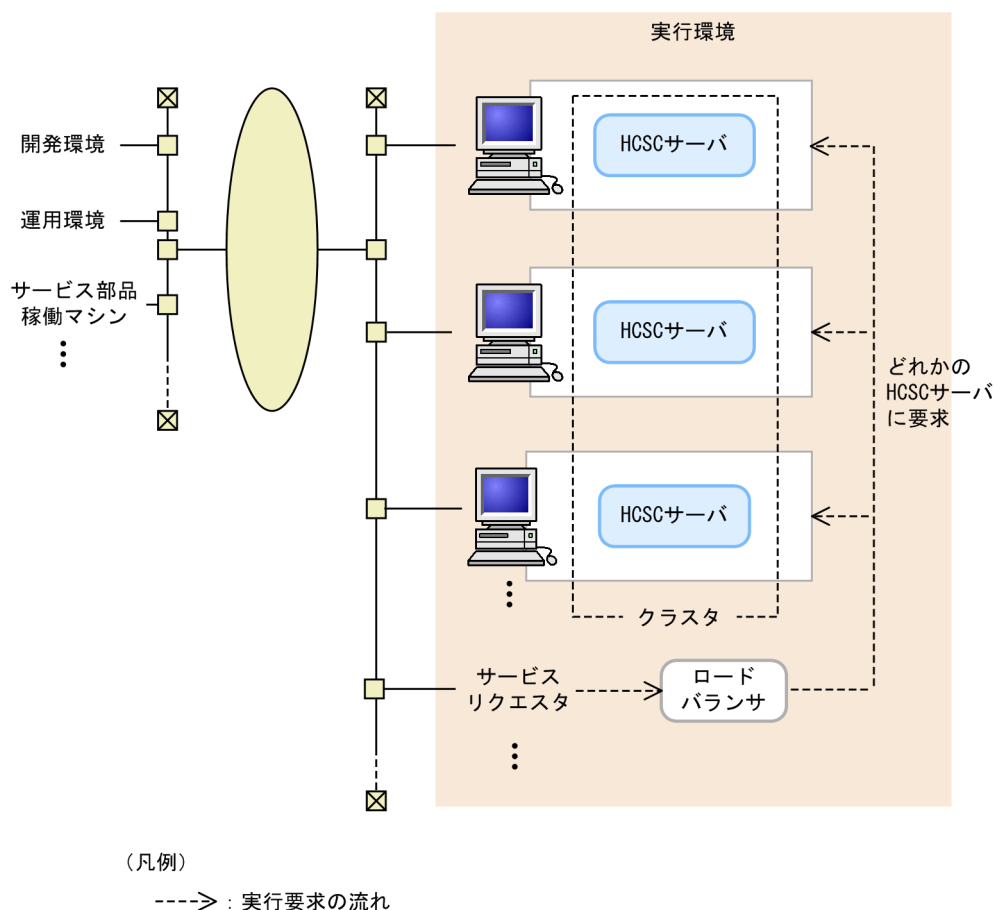 実行環境
開発環境
運用環境
サービス部品
稼働マシン
HCSCサーバ
HCSCサーバ
HCSCサーバ
どれかの
HCSCサーバ
に要求
クラスタ
サービス
リクエスタ
ロード
バランサ
（凡例）
：実行要求の流れ